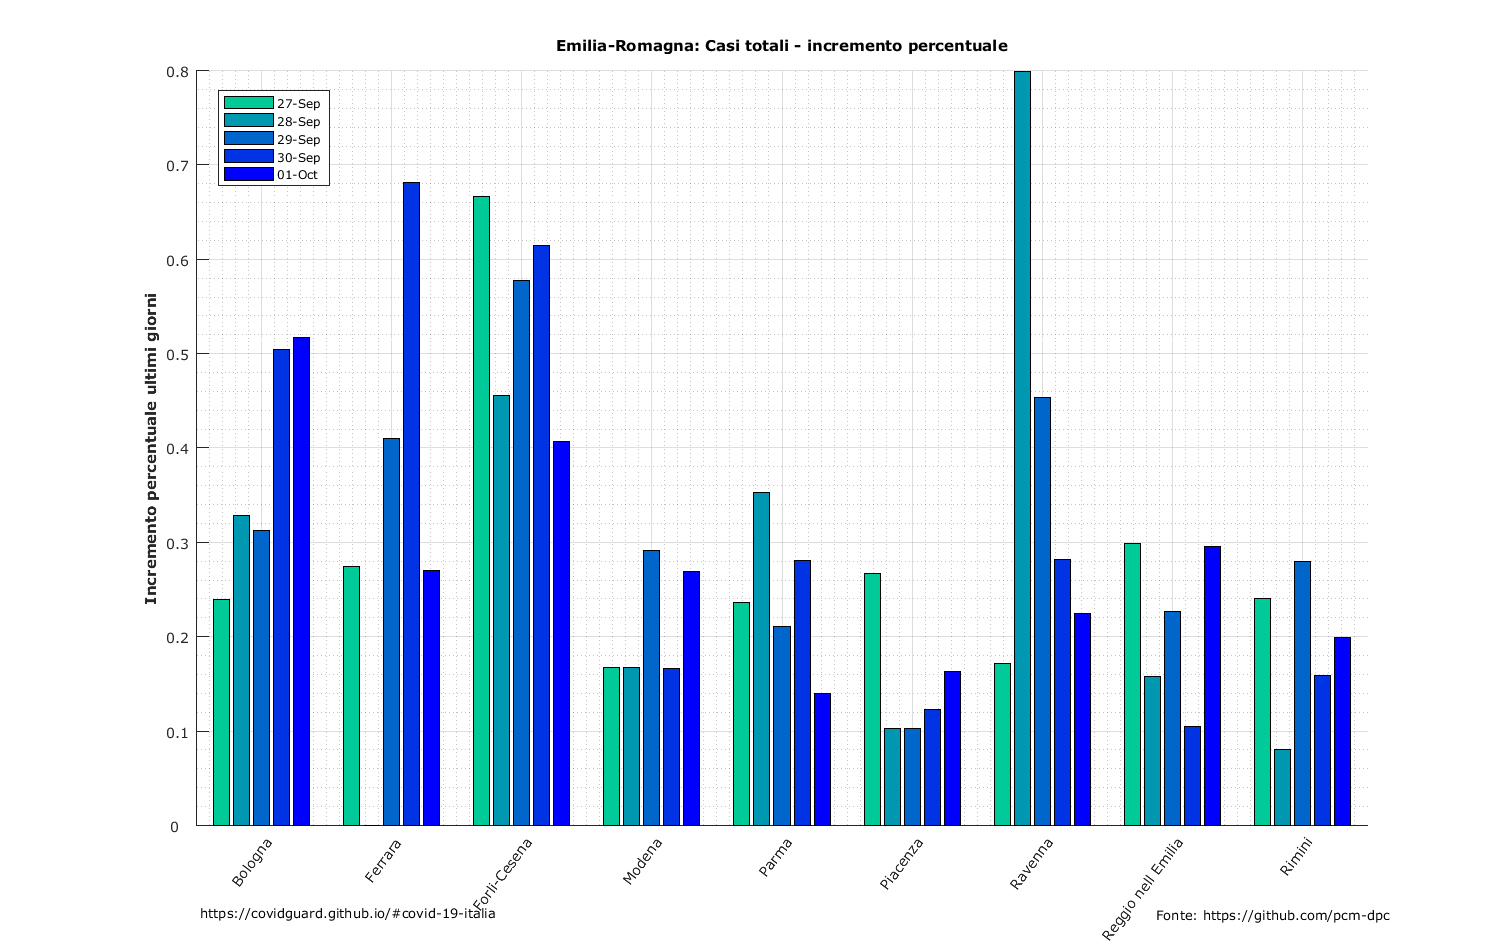 Emilia-Romagna: Casi totali - incremento percentuale
Incremento percentuale ultimi giorni
0.8
0.7
0.6
0.5
0.4
0.3
0.2
0.1
0
27-Sep
28-Sep
29-Sep
30-Sep
01-Oct
Bologna
Ferrara
Forlì-Cesena
Modena
Parma
Piacenza
Ravenna
Reggio nell Emilia
Rimini
https://covidguard.github.io/#covid-19-italia
Fonte: https://github.com/pcm-dpc